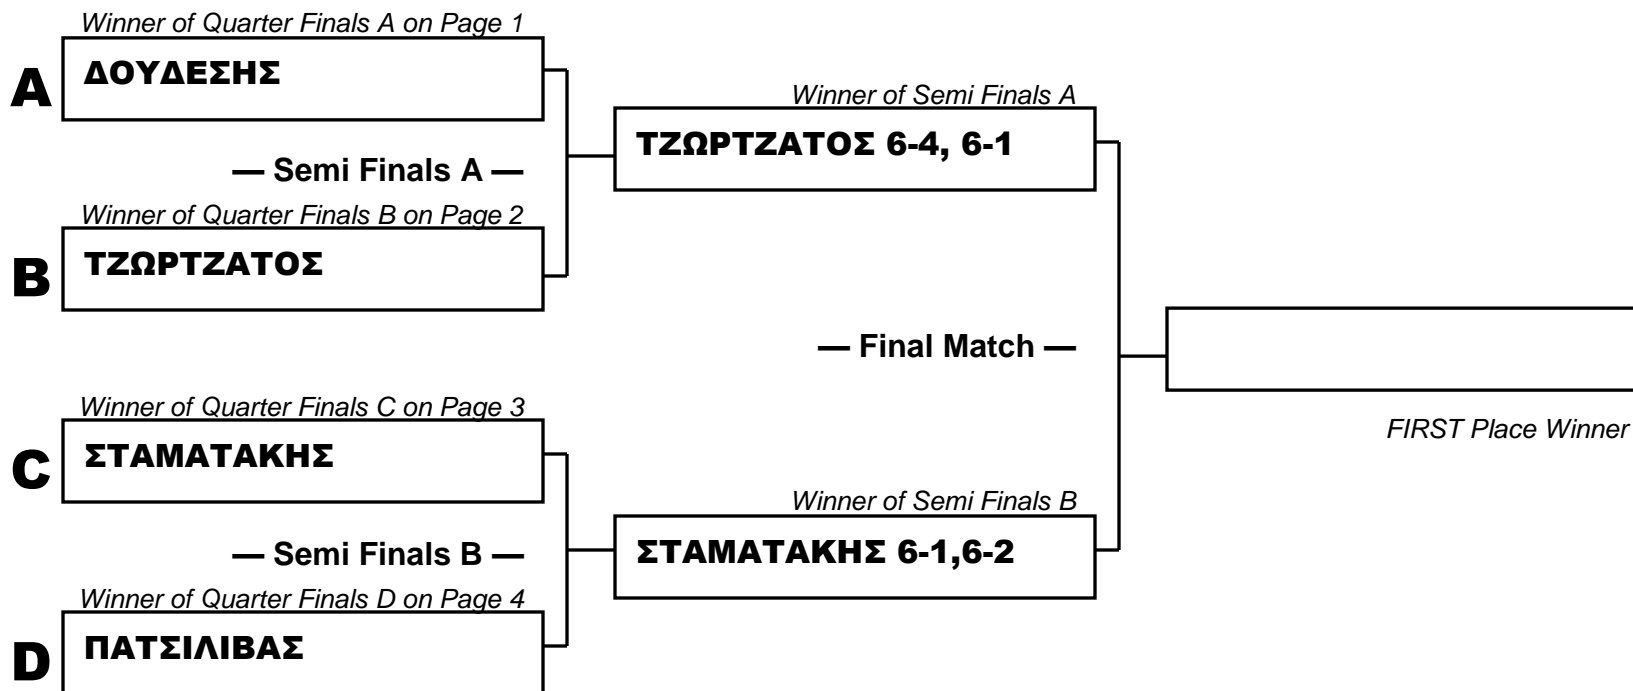 Winner of Quarter Finals A on Page 1
A
ΔΟΥΔΕΣΗΣ
Winner of Semi Finals A
ΤΖΩΡΤΖΑΤΟΣ 6-4, 6-1
— Semi Finals A —
Winner of Quarter Finals B on Page 2
B
ΤΖΩΡΤΖΑΤΟΣ
— Final Match —
FIRST Place Winner
Winner of Quarter Finals C on Page 3
C
ΣΤΑΜΑΤΑΚΗΣ
Winner of Semi Finals B
ΣΤΑΜΑΤΑΚΗΣ 6-1,6-2
— Semi Finals B —
Winner of Quarter Finals D on Page 4
D
ΠΑΤΣΙΛΙΒΑΣ